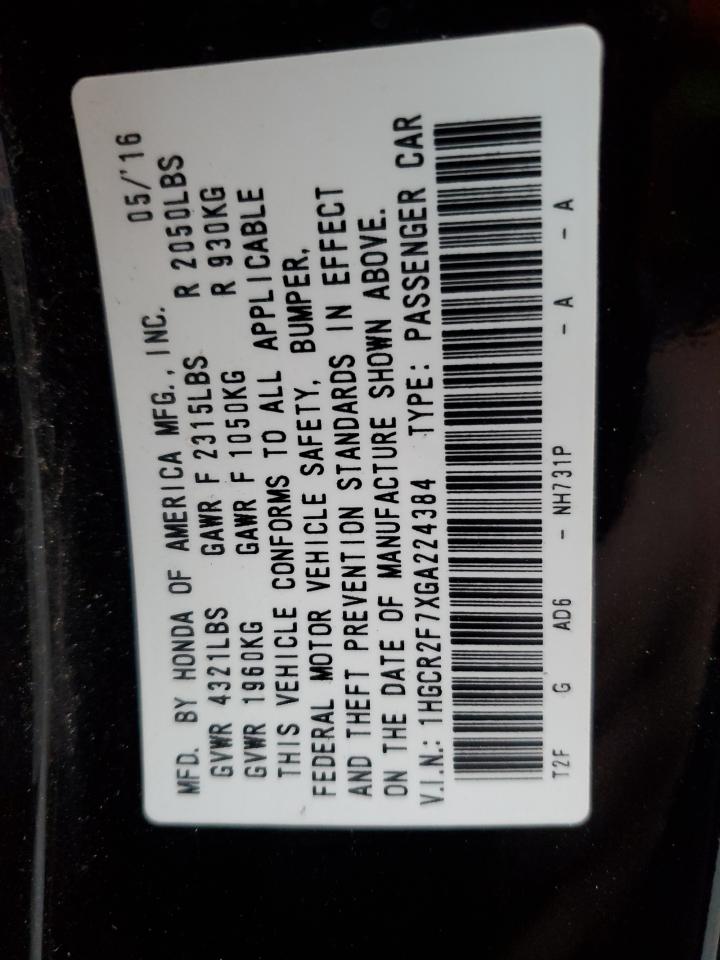 MFD. BY HONDA OF AMERICA MFG., INC. 05/'16
GVWR 4321LBS GAWR F 2315LBS R 2050LBS
GVWR 1960KG GAWR F 1050KG R 930KG
THIS VEHICLE CONFORMS TO ALL APPLICABLE
FEDERAL MOTOR VEHICLE SAFETY, BUMPER,
AND THEFT PREVENTION STANDARDS IN EFFECT
ON THE DATE OF MANUFACTURE SHOWN ABOVE.
V.I.N.: 1HGCR2F7XGA224384 TYPE: PASSENGER CAR
T2F G AD6 - NH731P - A - A